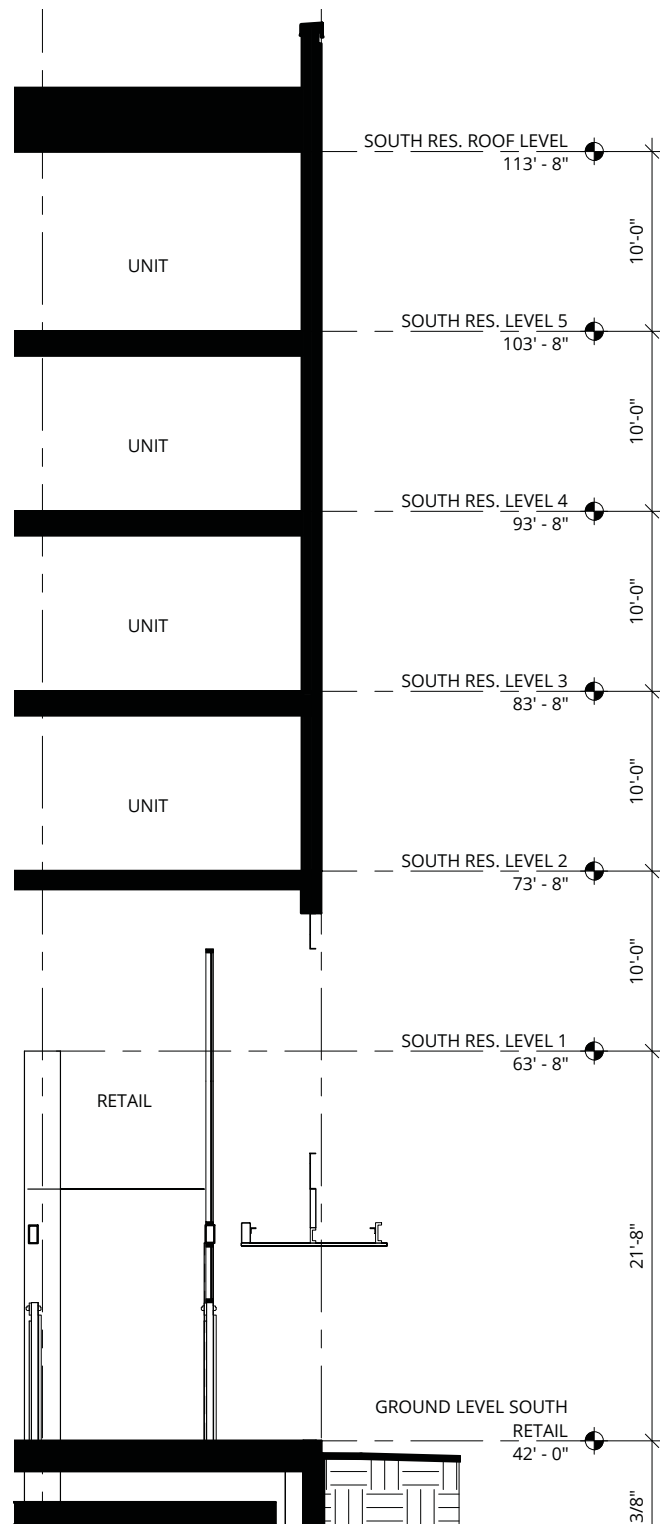 SOUTH RES. ROOF LEVEL
113' - 8"
10'-0"
UNIT
SOUTH RES. LEVEL 5
103' - 8"
10'-0"
UNIT
SOUTH RES. LEVEL 4
93' - 8"
10'-0"
UNIT
SOUTH RES. LEVEL 3
83' - 8"
10'-0"
UNIT
SOUTH RES. LEVEL 2
73' - 8"
10'-0"
SOUTH RES. LEVEL 1
63' - 8"
RETAIL
21'-8"
GROUND LEVEL SOUTH
RETAIL
42' - 0"
3/8"